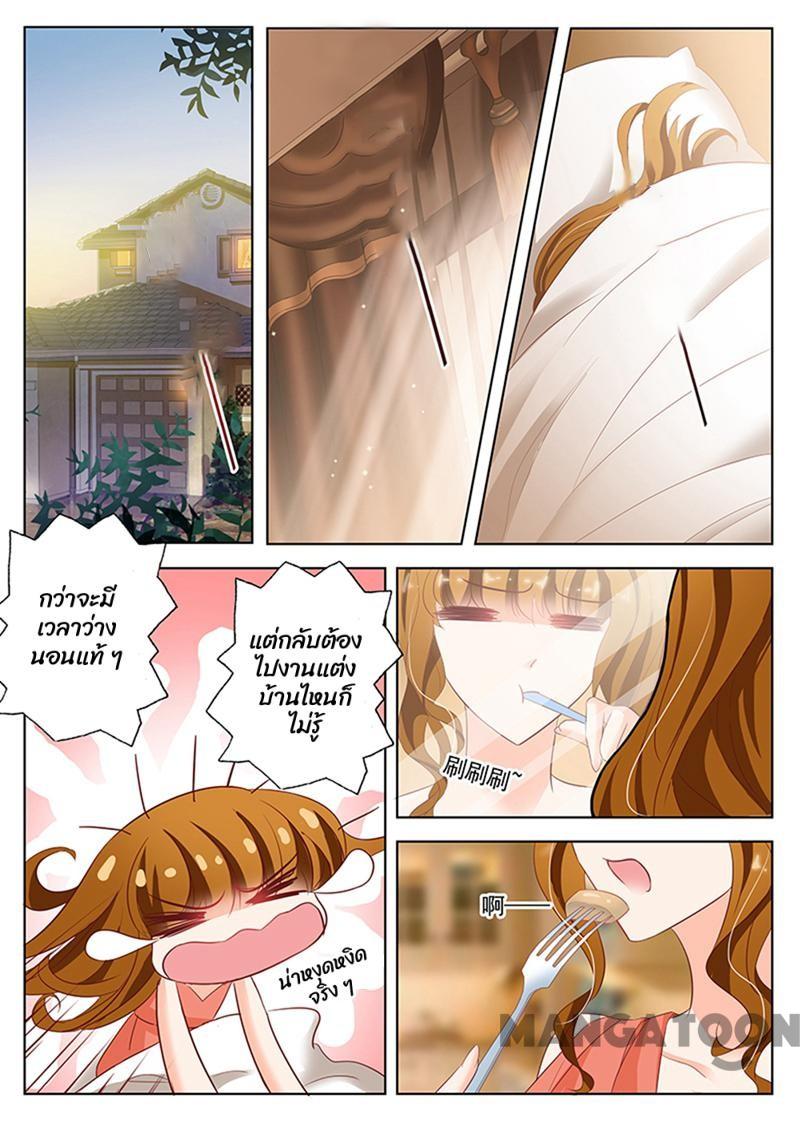 กว่าจะมี
เวลาว่าง
นอนแท้ ๆ
แต่กลับต้อง
ไปงานแต่ง
บ้านไหนก็
ไม่รู้
น่าหงุดหงิด
จริง ๆ
刷刷刷~
啊——
MANGATOON